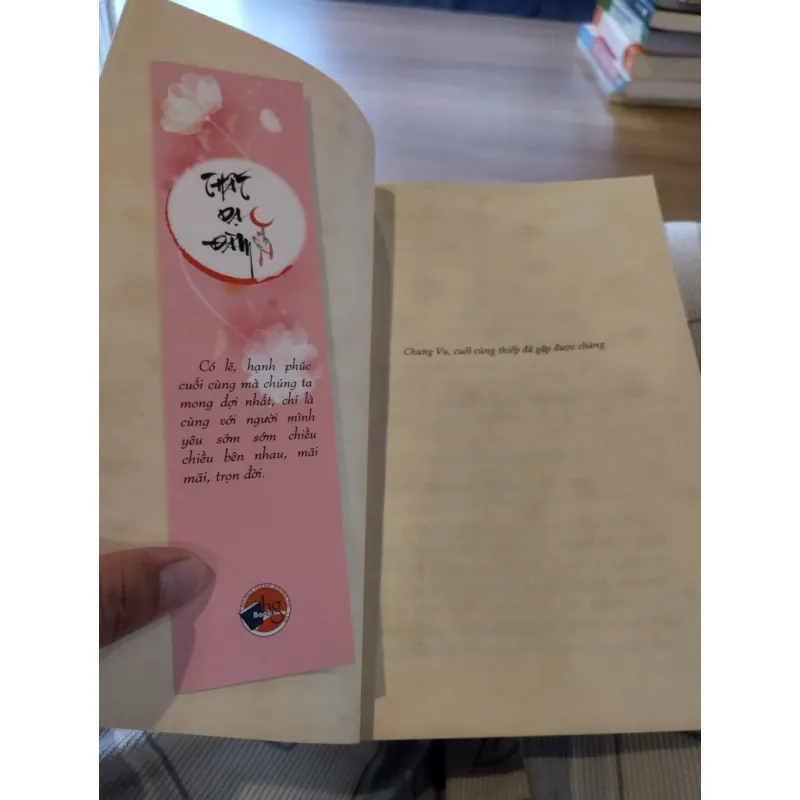 THẤT
DẠ
ĐÀM
Có lẽ, hạnh phúc
cuối cùng mà chúng ta
mong đợi nhất, chỉ là
cùng với người mình
yêu sớm sớm chiều
chiều bên nhau, mãi
mãi, trọn đời.
hg
Books
Chung Vu, cuối cùng thiếp đã gặp được chàng